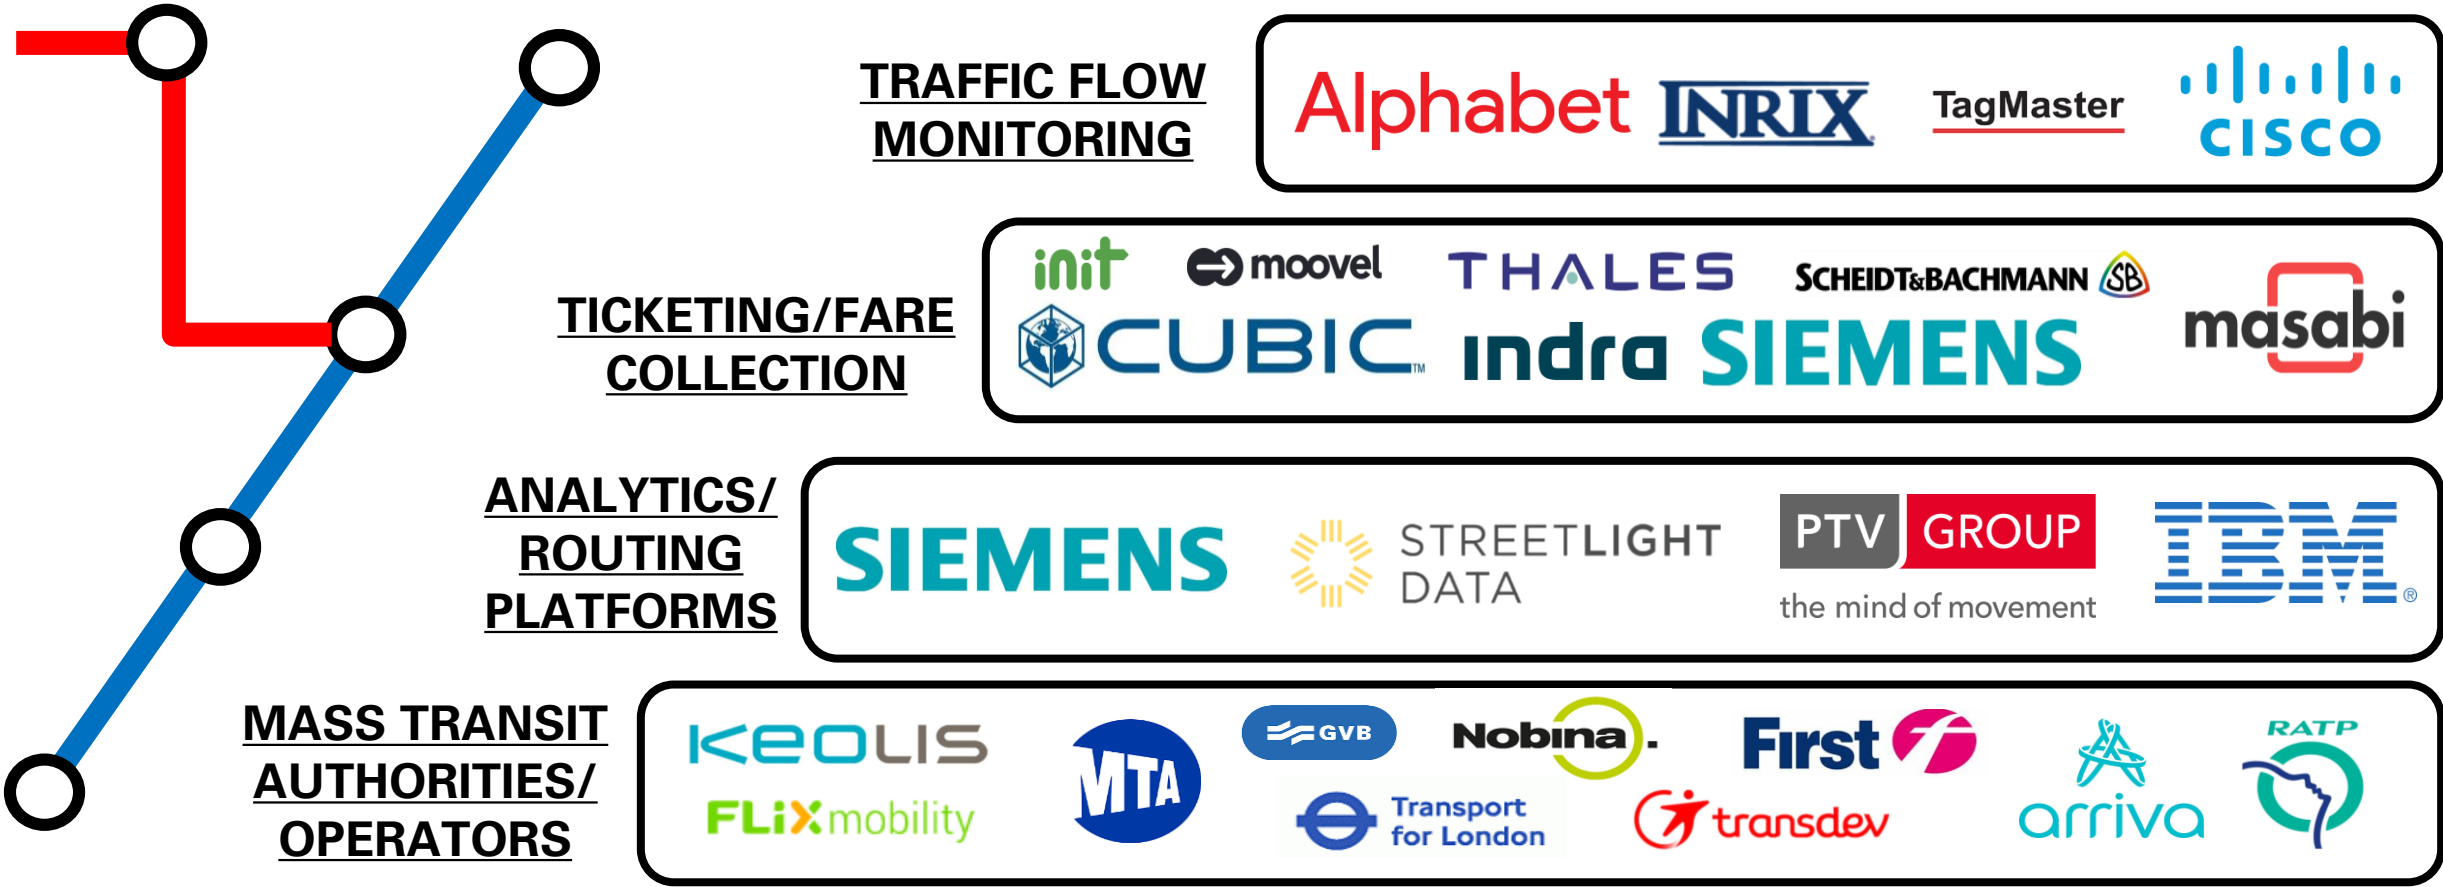 TRAFFIC FLOW
MONITORING
Alphabet
INRIX
TagMaster
CISCO
TICKETING/FARE
COLLECTION
init
moovel
THALES
SCHEIDT&BACHMANN SB
CUBIC™
indra
SIEMENS
masabi
ANALYTICS/
ROUTING
PLATFORMS
SIEMENS
STREETLIGHT
DATA
PTV GROUP
the mind of movement
IBM®
MASS TRANSIT
AUTHORITIES/
OPERATORS
KEOLIS
MTA
GVB
Nobina.
First f
arriva
RATP
FLiXmobility
Transport
for London
transdev